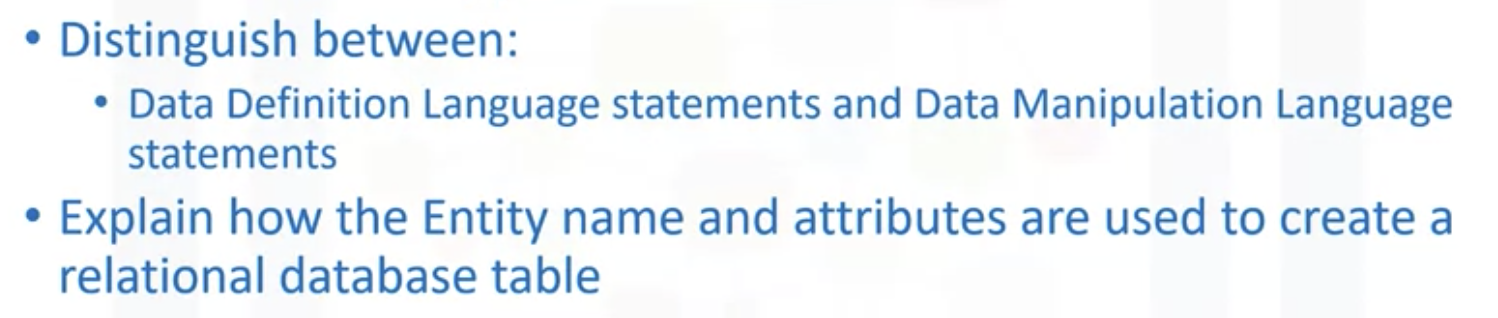 • Distinguish between:
• Data Definition Language statements and Data Manipulation Language
statements
• Explain how the Entity name and attributes are used to create a
relational database table